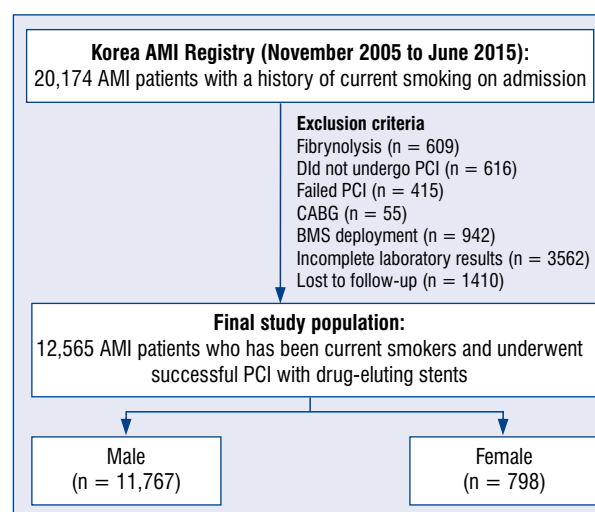 Korea AMI Registry (November 2005 to June 2015):
20,174 AMI patients with a history of current smoking on admission
Exclusion criteria
Fibrynolysis (n = 609)
DId not undergo PCI (n = 616)
Failed PCI (n = 415)
CABG (n = 55)
BMS deployment (n = 942)
Incomplete laboratory results (n = 3562)
Lost to follow-up (n = 1410)
Final study population:
12,565 AMI patients who has been current smokers and underwent
successful PCI with drug-eluting stents
Male
(n = 11,767)
Female
(n = 798)